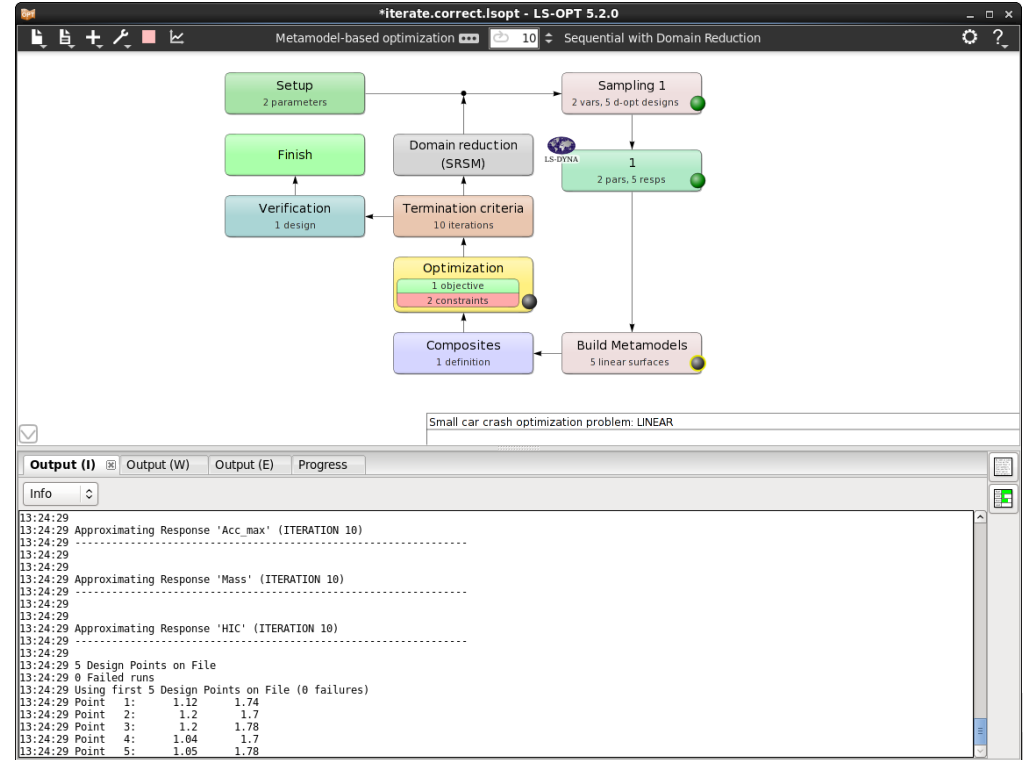 *iterate.correct.lsopt - LS-OPT 5.2.0
Metamodel-based optimization 10 Sequential with Domain Reduction
Setup
2 parameters
Sampling 1
2 vars, 5 d-opt designs
Finish
Domain reduction
(SRSM)
LS-DYNA
1
2 pars, 5 resps
Verification
1 design
Termination criteria
10 iterations
Optimization
1 objective
2 constraints
Composites
1 definition
Build Metamodels
5 linear surfaces
Small car crash optimization problem: LINEAR
Output (I) Output (W) Output (E) Progress
Info
13:24:29
13:24:29 Approximating Response 'Acc_max' (ITERATION 10)
13:24:29 ----------------------------------------------------------------
13:24:29
13:24:29
13:24:29 Approximating Response 'Mass' (ITERATION 10)
13:24:29 ----------------------------------------------------------------
13:24:29
13:24:29
13:24:29 Approximating Response 'HIC' (ITERATION 10)
13:24:29 ----------------------------------------------------------------
13:24:29
13:24:29 5 Design Points on File
13:24:29 0 Failed runs
13:24:29 Using first 5 Design Points on File (0 failures)
13:24:29 Point 1: 1.12 1.74
13:24:29 Point 2: 1.2 1.7
13:24:29 Point 3: 1.2 1.78
13:24:29 Point 4: 1.04 1.7
13:24:29 Point 5: 1.05 1.78